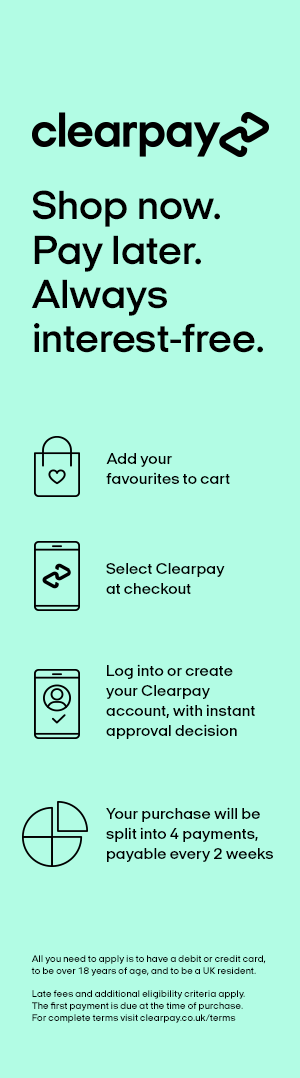 clearpay
Shop now.
Pay later.
Always
interest-free.
Add your
favourites to cart
Select Clearpay
at checkout
Log into or create
your Clearpay
account, with instant
approval decision
Your purchase will be
split into 4 payments,
payable every 2 weeks
All you need to apply is to have a debit or credit card,
to be over 18 years of age, and to be a UK resident.
Late fees and additional eligibility criteria apply.
The first payment is due at the time of purchase.
For complete terms visit clearpay.co.uk/terms